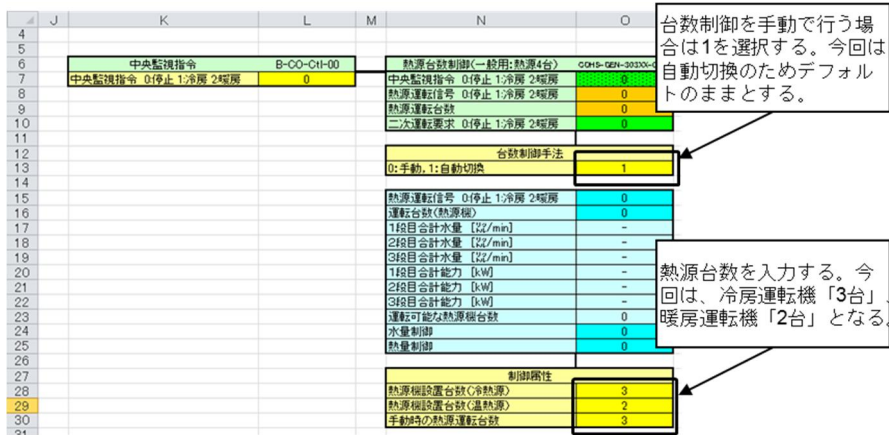 J K L M N O
4
5
6 中央監視指令 B-CO-Ctl-00 熱源台数制御(一般用:熱源4台)
7 中央監視指令 0:停止 1:冷房 2:暖房 0 中央監視指令 0:停止 1:冷房 2:暖房 0
8 熱源運転信号 0:停止 1:冷房 2:暖房 0
9 熱源運転台数 0
10 二次運転要求 0:停止 1:冷房 2:暖房 0
11
12 台数制御手法
13 0:手動,1:自動切換 1
14
15 熱源運転信号 0:停止 1:冷房 2:暖房 0
16 運転台数(熱源機) 0
17 1段目合計水量 [㍑/min] -
18 2段目合計水量 [㍑/min] -
19 3段目合計水量 [㍑/min] -
20 1段目合計能力 [kW] -
21 2段目合計能力 [kW] -
22 3段目合計能力 [kW] -
23 運転可能な熱源機台数 0
24 水量制御 0
25 熱量制御 0
26
27 制御属性
28 熱源機設置台数(冷熱源) 3
29 熱源機設置台数(温熱源) 2
30 手動時の熱源運転台数 3
31
台数制御を手動で行う場
合は1を選択する。今回は
自動切換のためデフォル
トのままとする。
熱源台数を入力する。今
回は、冷房運転機「3台」、
暖房運転機「2台」となる。